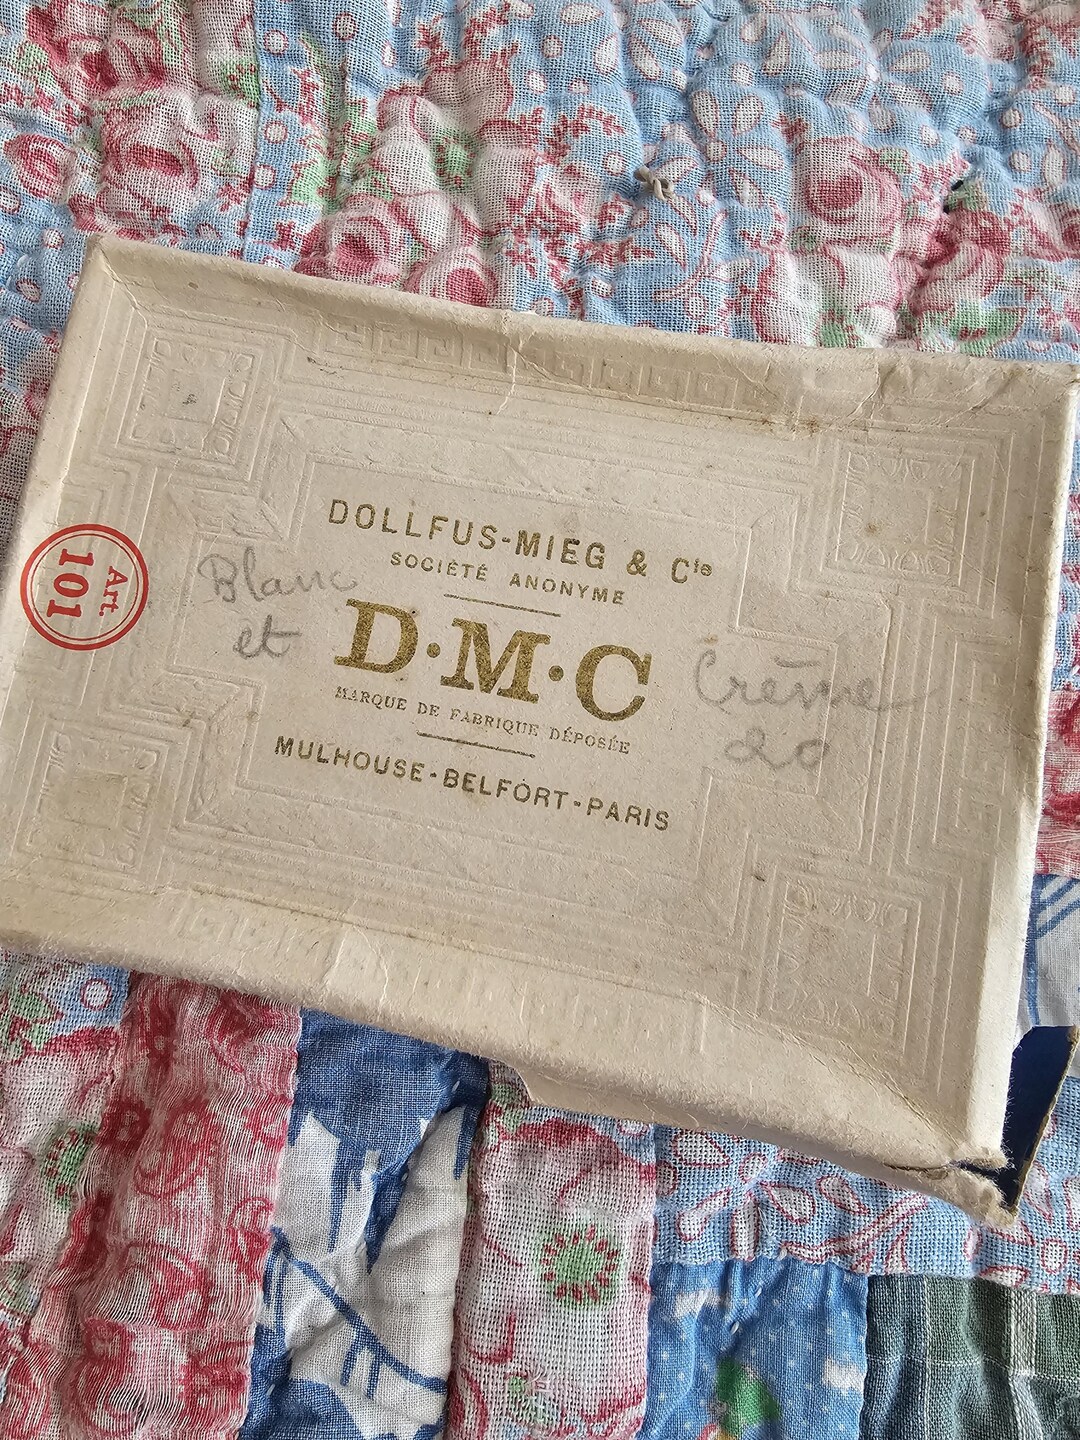 DOLLFUS-MIEG & Cie
SOCIÉTÉ ANONYME
D·M·C
MARQUE DE FABRIQUE DÉPOSÉE
MULHOUSE-BELFORT-PARIS
Art.
101
Blanc
et
Crème
20